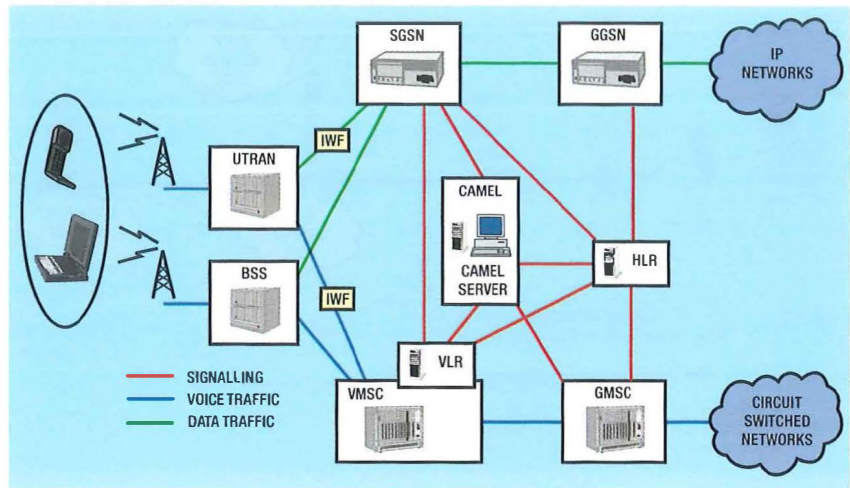 SGSN
GGSN
IP
NETWORKS
IWF
UTRAN
CAMEL
BSS
CAMEL
SERVER
HLR
IWF
VLR
SIGNALLING
VOICE TRAFFIC
DATA TRAFFIC
VMSC
GMSC
CIRCUIT
SWITCHED
NETWORKS